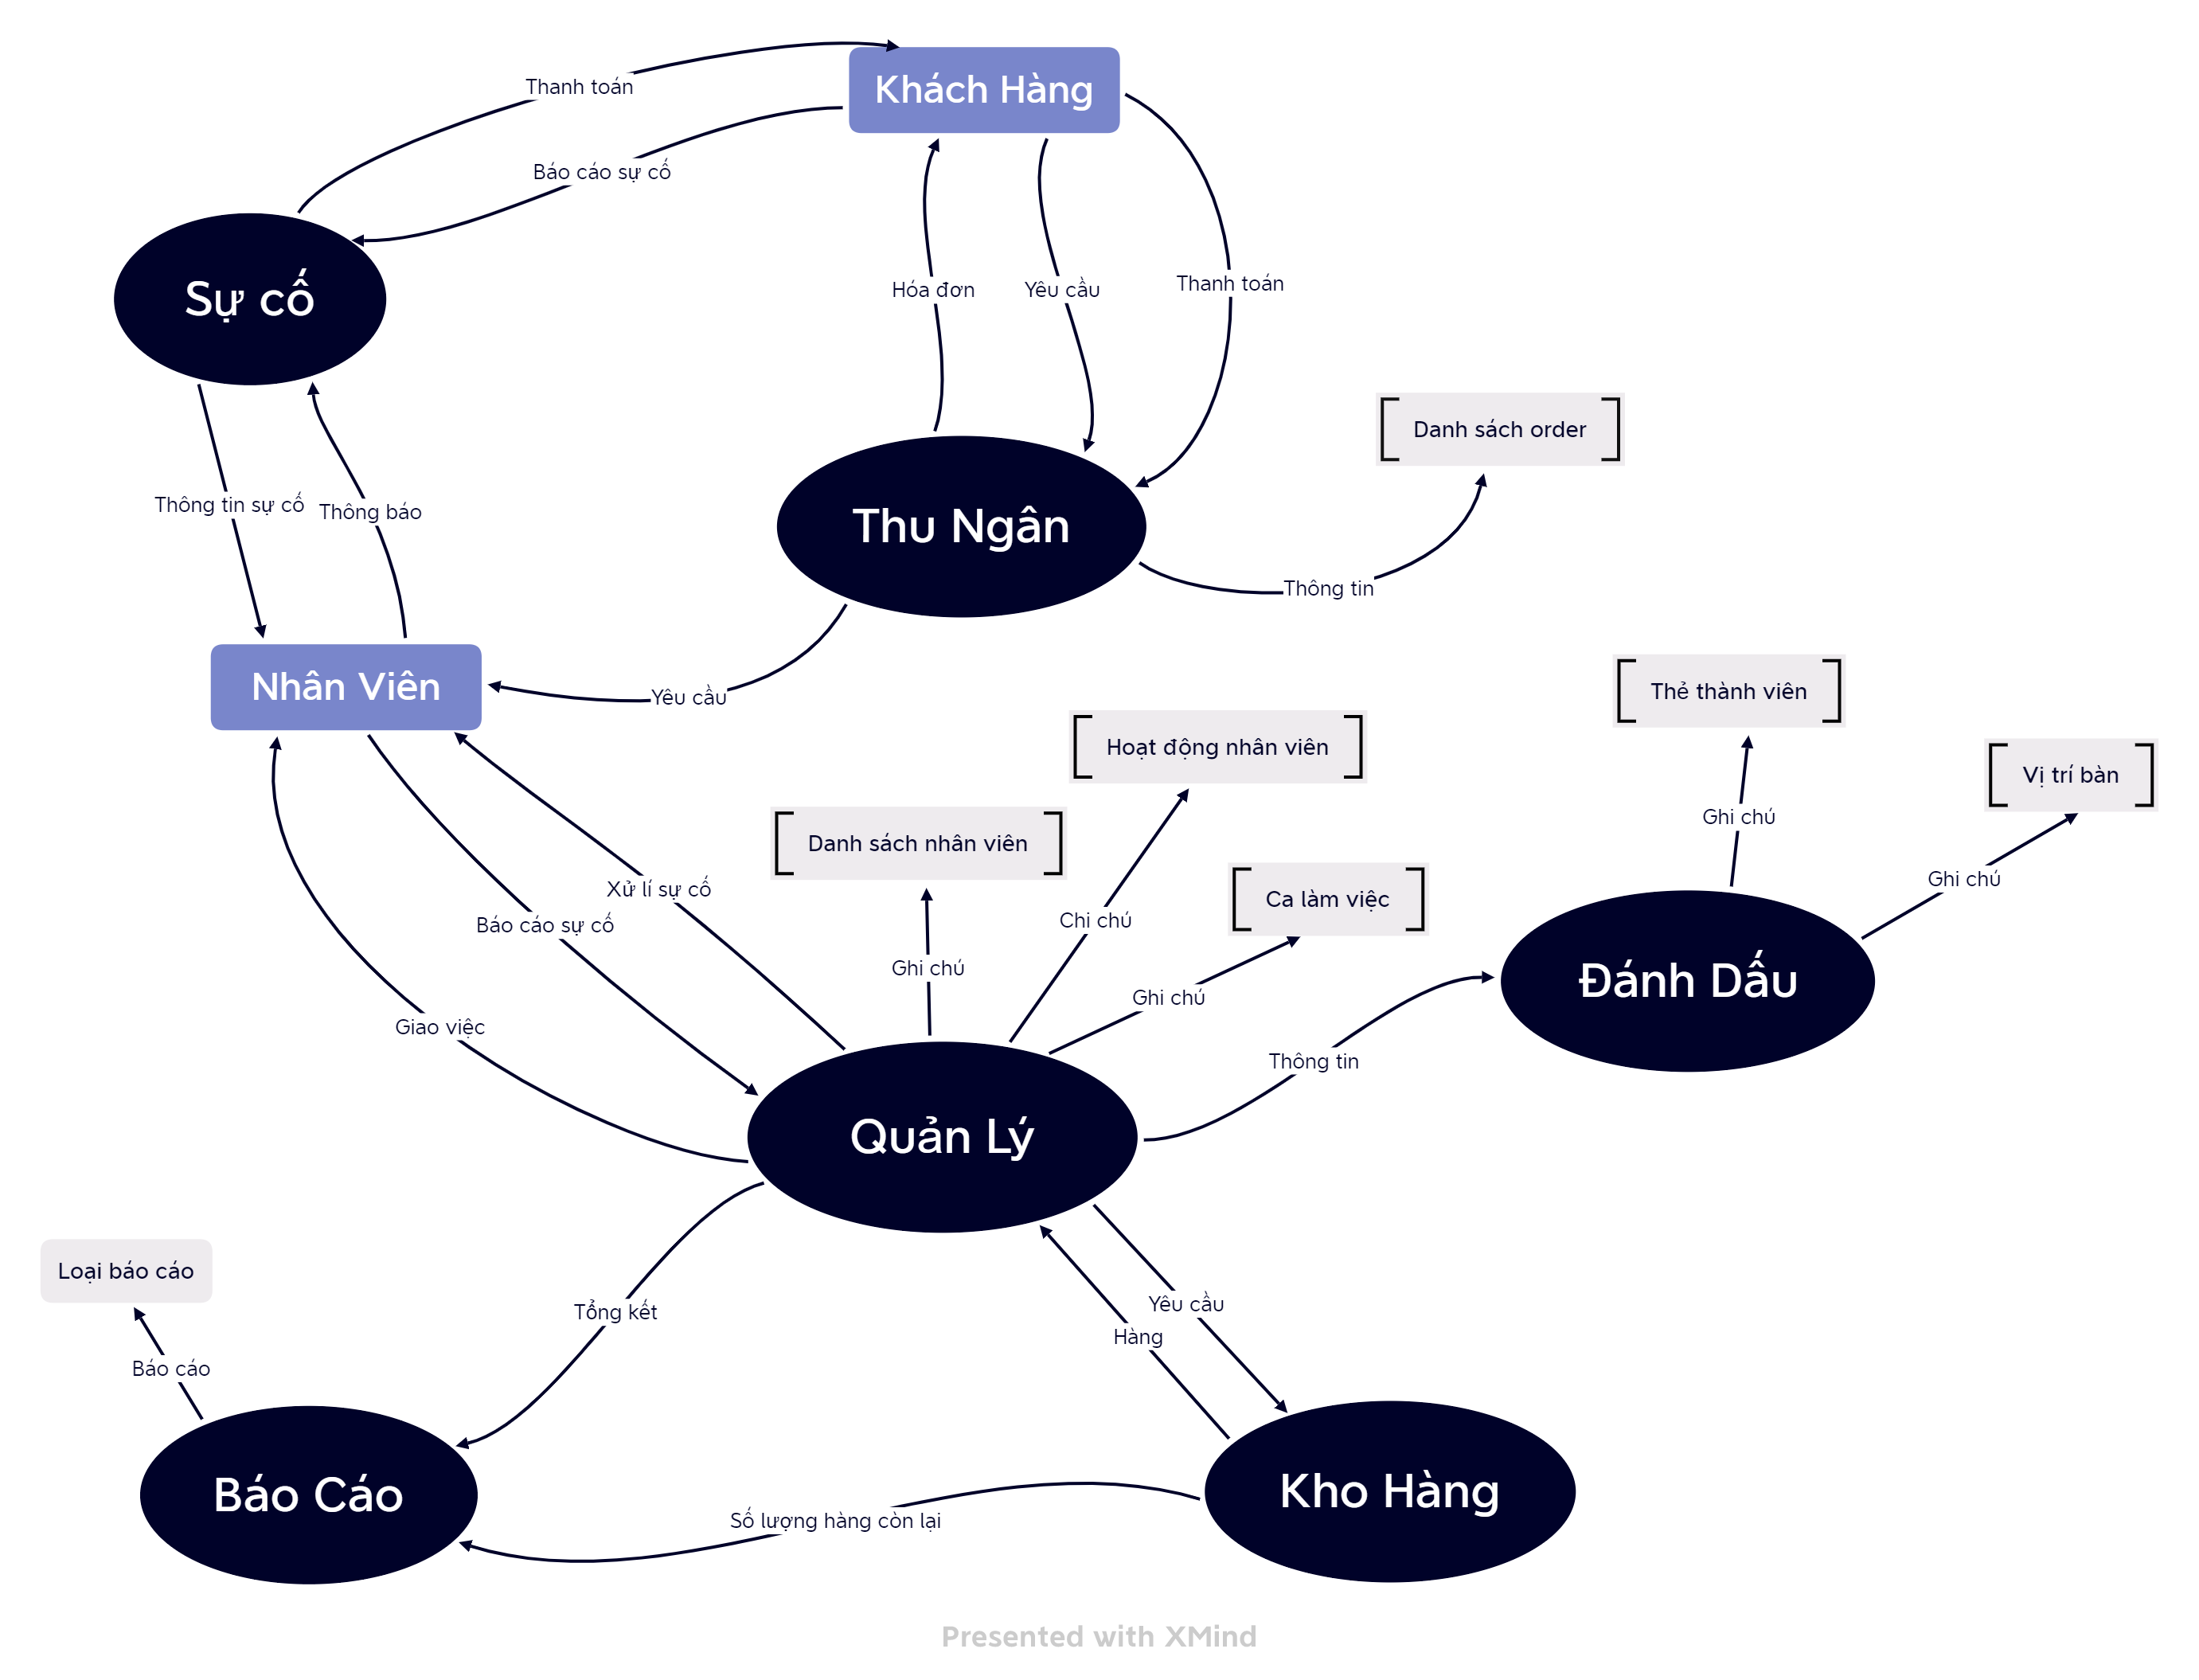 Thanh toán
Khách Hàng
Báo cáo sự cố
Sự cố
Hóa đơn
Yêu cầu
Thanh toán
Danh sách order
Thông tin sự cố
Thông báo
Thu Ngân
Thông tin
Nhân Viên
Yêu cầu
Thẻ thành viên
Hoạt động nhân viên
Vị trí bàn
Danh sách nhân viên
Ghi chú
Xử lí sự cố
Ca làm việc
Ghi chú
Báo cáo sự cố
Chi chú
Ghi chú
Đánh Dấu
Ghi chú
Giao việc
Thông tin
Quản Lý
Loại báo cáo
Tổng kết
Yêu cầu
Hàng
Báo cáo
Báo Cáo
Kho Hàng
Số lượng hàng còn lại
Presented with XMind